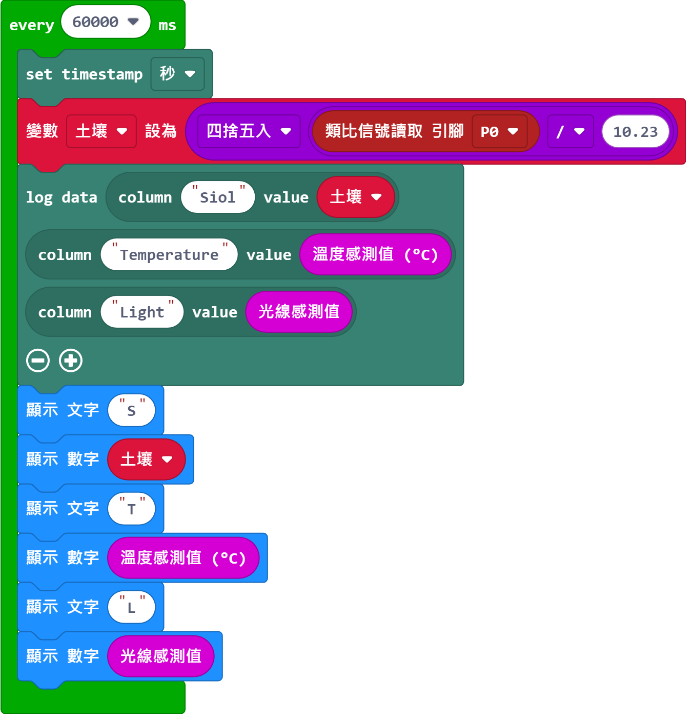 every 60000 ms
set timestamp 秒
變數 土壤 設為 四捨五入 類比信號讀取 引腳 P0 / 10.23
log data column "Siol" value 土壤
column "Temperature" value 溫度感測值 (°C)
column "Light" value 光線感測值
顯示 文字 "S"
顯示 數字 土壤
顯示 文字 "T"
顯示 數字 溫度感測值 (°C)
顯示 文字 "L"
顯示 數字 光線感測值